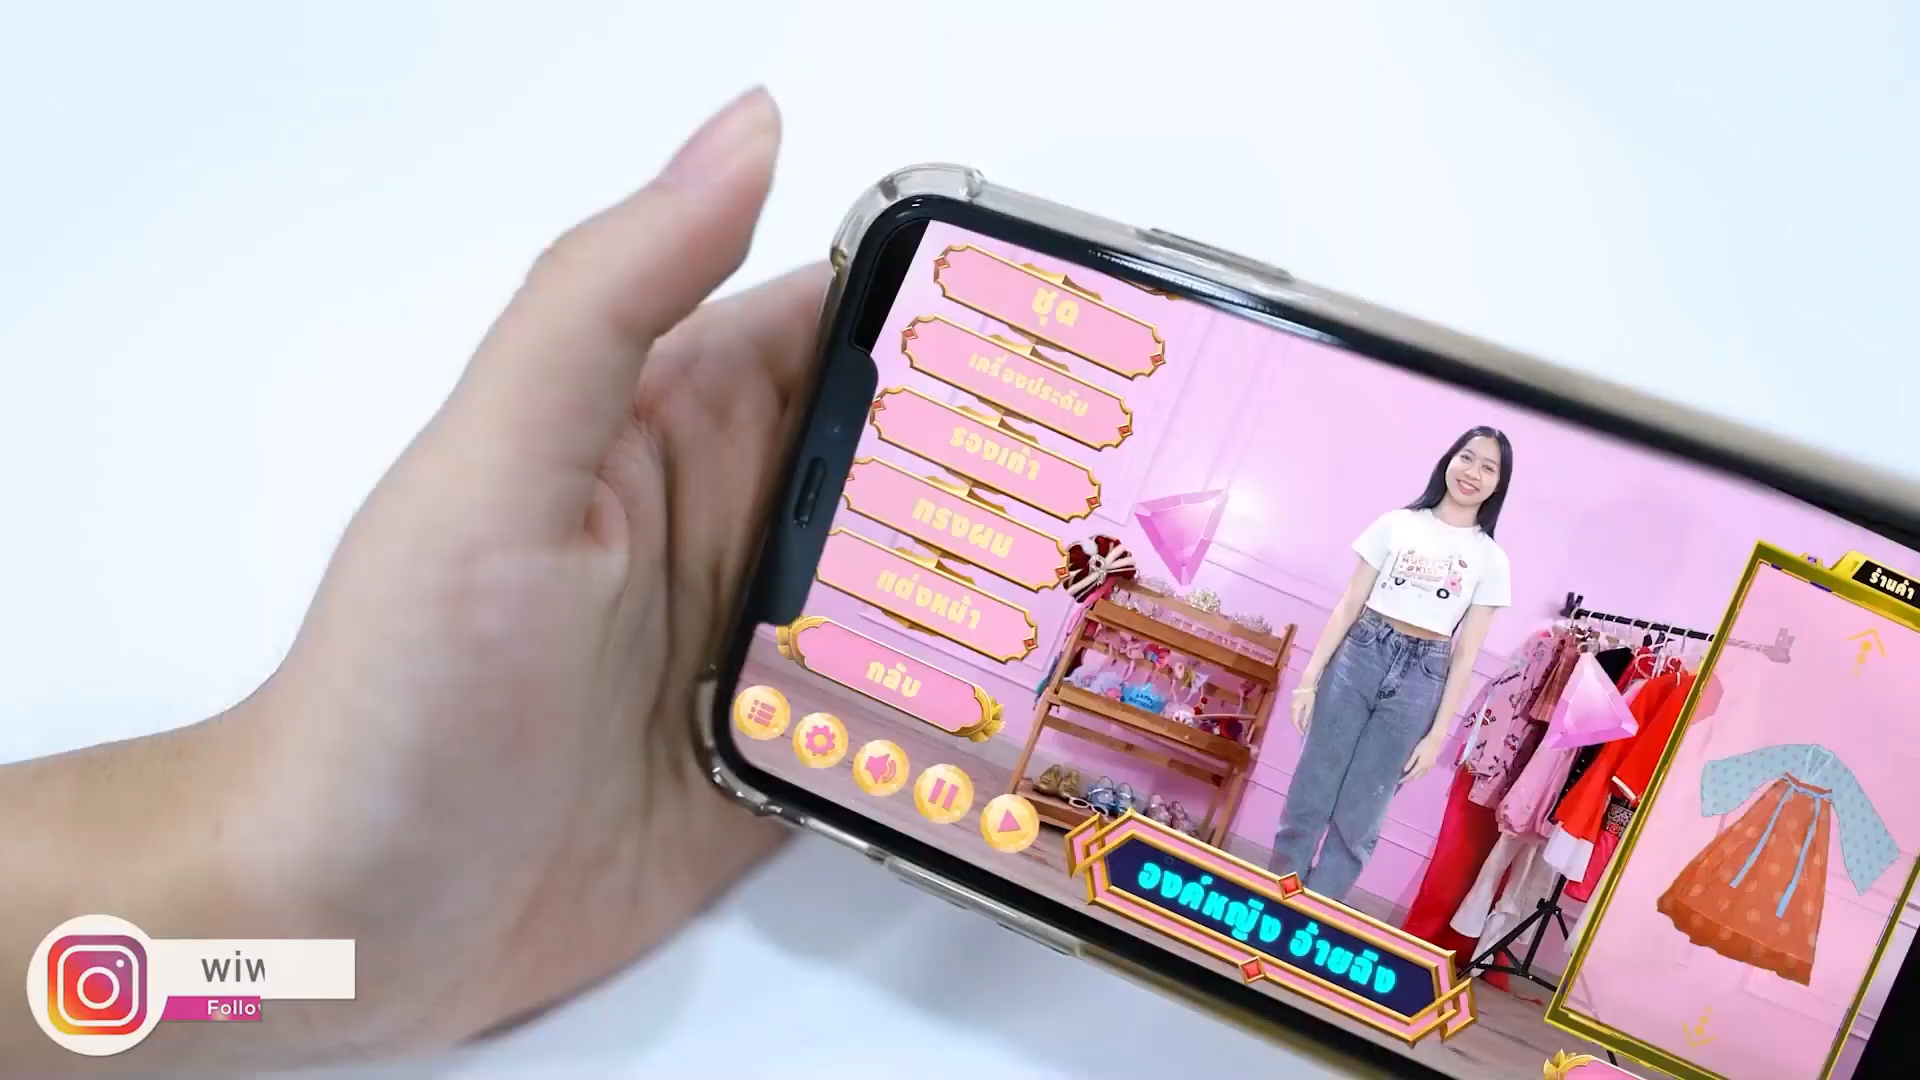 ชุด
เครื่องประดับ
รองเท้า
ทรงผม
แต่งหน้า
กลับ
ร้านค้า
องค์หญิง อ้ายฉิง
wiw
Follo